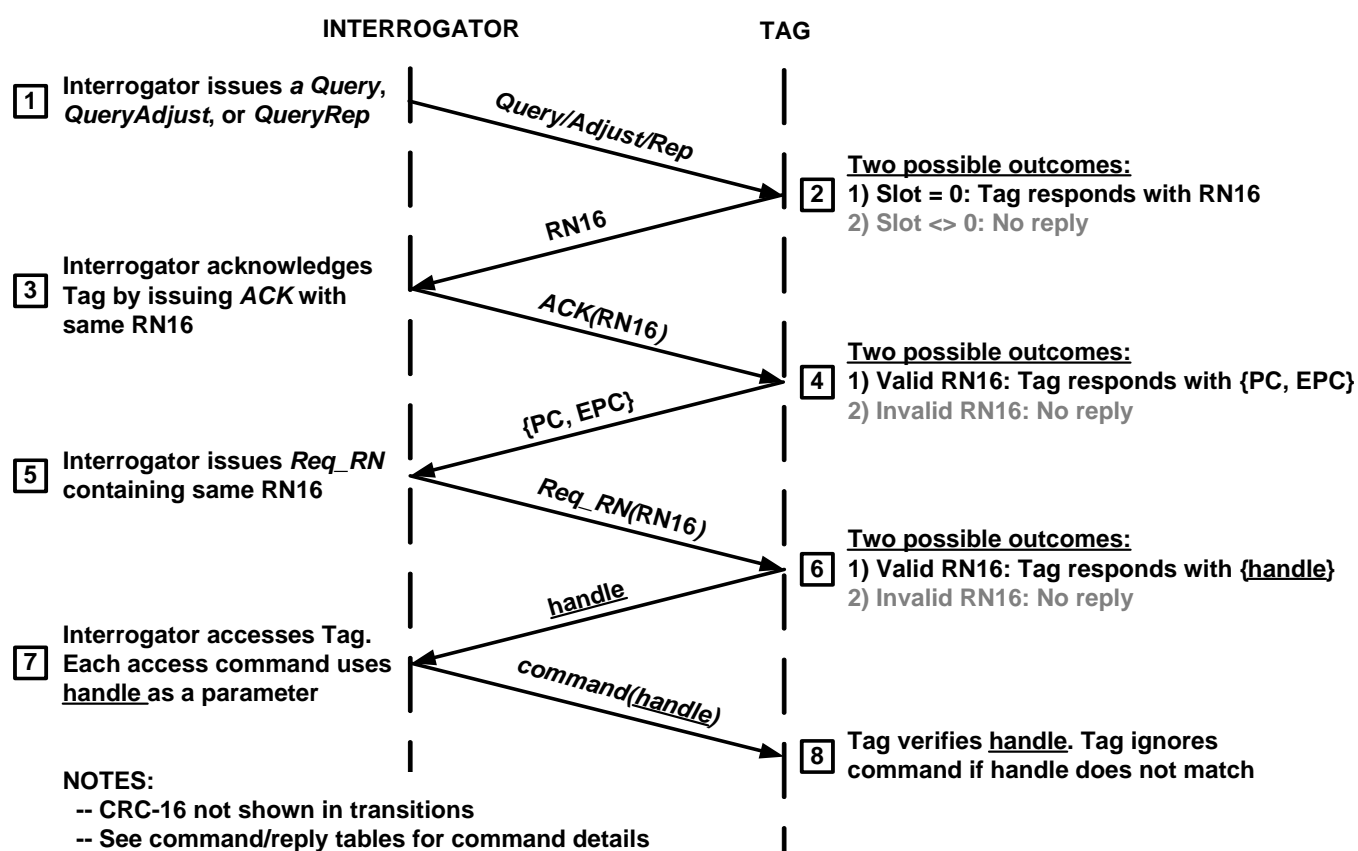 INTERROGATOR
TAG
1
Interrogator issues a Query,
QueryAdjust, or QueryRep
Query/Adjust/Rep
2
Two possible outcomes:
1) Slot = 0: Tag responds with RN16
2) Slot <> 0: No reply
RN16
3
Interrogator acknowledges
Tag by issuing ACK with
same RN16
ACK(RN16)
4
Two possible outcomes:
1) Valid RN16: Tag responds with {PC, EPC}
2) Invalid RN16: No reply
{PC, EPC}
5
Interrogator issues Req_RN
containing same RN16
Req_RN(RN16)
6
Two possible outcomes:
1) Valid RN16: Tag responds with {handle}
2) Invalid RN16: No reply
handle
7
Interrogator accesses Tag.
Each access command uses
handle as a parameter
command(handle)
8
Tag verifies handle. Tag ignores
command if handle does not match
NOTES:
-- CRC-16 not shown in transitions
-- See command/reply tables for command details